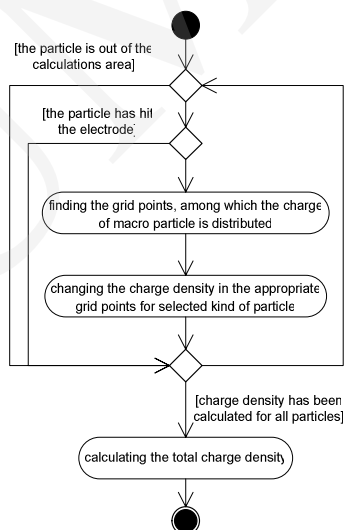 [the particle is out of the
calculations area]
[the particle has hit
the electrode]
finding the grid points, among which the charge
of macro particle is distributed
changing the charge density in the appropriate
grid points for selected kind of particle
[charge density has been
calculated for all particles]
calculating the total charge density